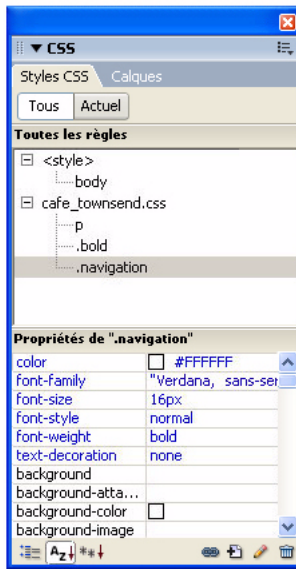 CSS
Styles CSS Calques
Tous Actuel
Toutes les règles
<style>
body
cafe_townsend.css
p
.bold
.navigation
Propriétés de ".navigation"
color #FFFFFF
font-family "Verdana, sans-ser
font-size 16px
font-style normal
font-weight bold
text-decoration none
background
background-atta...
background-color
background-image
Az **